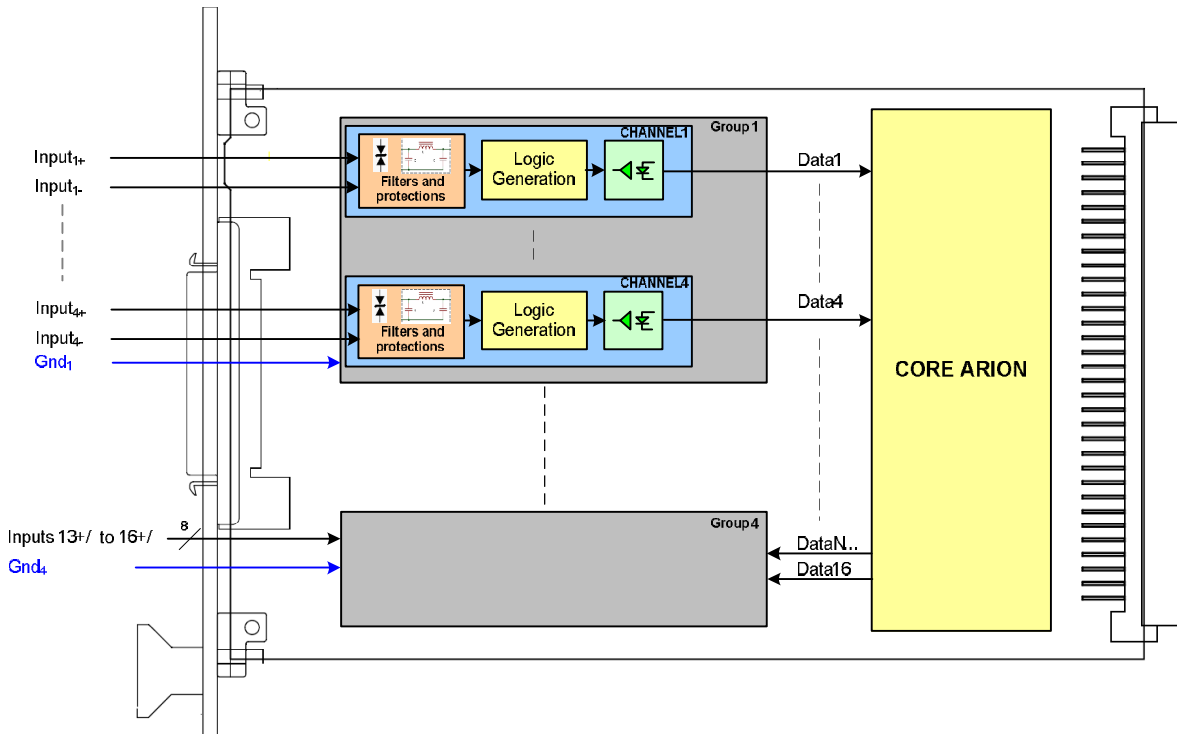 Group 1
CHANNEL1
Input1+
Input1-
Filters and
protections
Logic
Generation
Data1
CHANNEL4
Input4+
Input4-
Gnd1
Filters and
protections
Logic
Generation
Data4
CORE ARION
Group 4
Inputs 13+/ to 16+/
8
Gnd4
DataN...
Data16